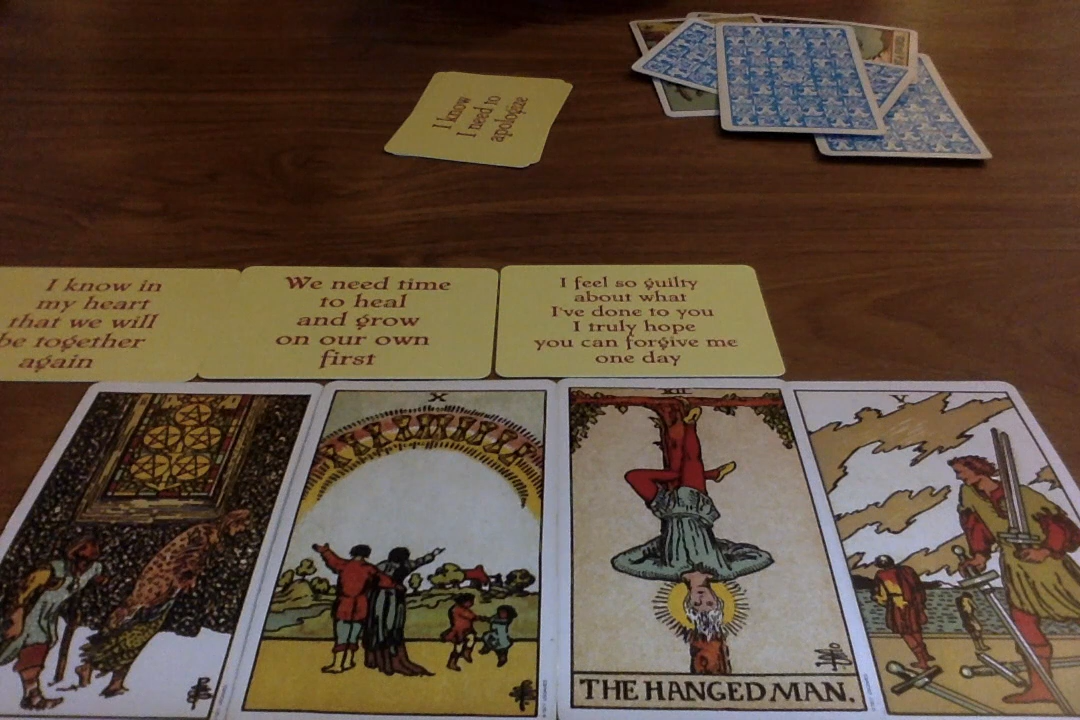 I know
I need to
apologize
I know in
my heart
that we will
be together
again
We need time
to heal
and grow
on our own
first
I feel so guilty
about what
I've done to you
I truly hope
you can forgive me
one day
X
XII
V
THE HANGED MAN.